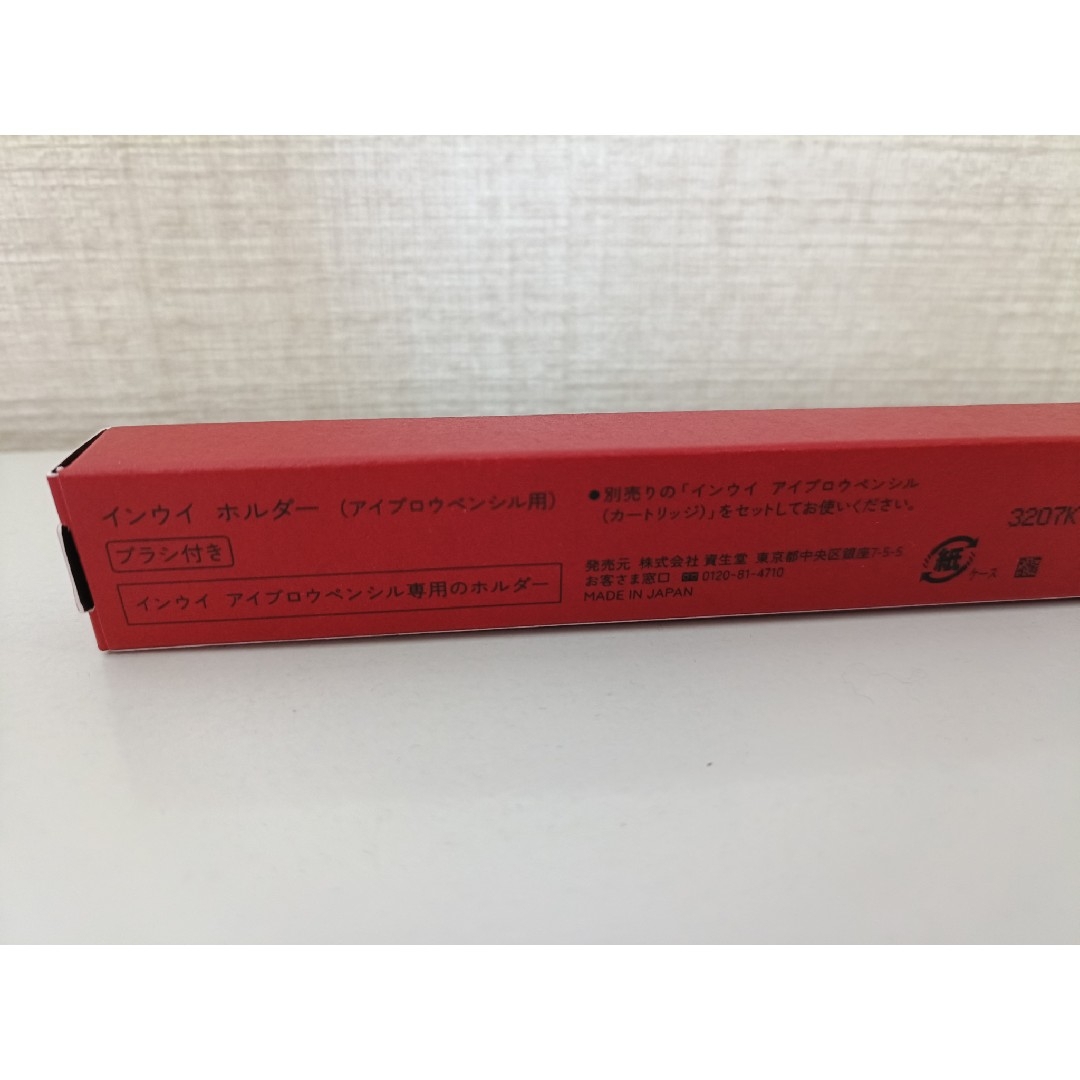 インウイ ホルダー (アイブロウペンシル用)
ブラシ付き
インウイ アイブロウペンシル専用のホルダー
●別売りの「インウイ アイブロウペンシル
(カートリッジ)」をセットしてお使いください。
発売元 株式会社 資生堂 東京都中央区銀座7-5-5
お客さま窓口 0120-81-4710
MADE IN JAPAN
紙 ケース
3207K